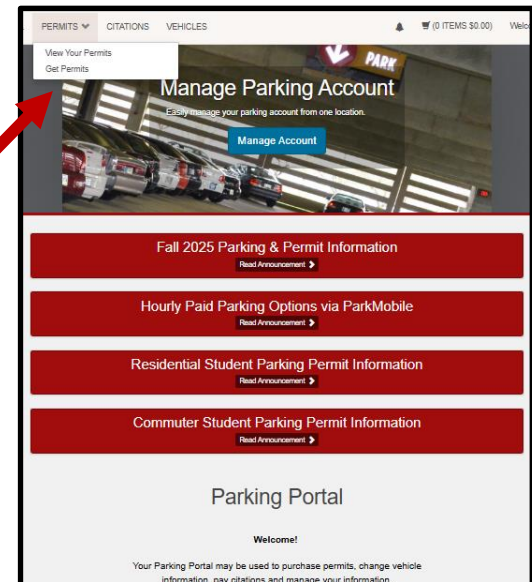 PERMITS CITATIONS VEHICLES (0 ITEMS $0.00)
View Your Permits
Get Permits
PARK
Manage Parking Account
Easily manage your parking account from one location.
Manage Account
Fall 2025 Parking & Permit Information
Read Announcement
Hourly Paid Parking Options via ParkMobile
Read Announcement
Residential Student Parking Permit Information
Read Announcement
Commuter Student Parking Permit Information
Read Announcement
Parking Portal
Welcome!
Your Parking Portal may be used to purchase permits, change vehicle
information, pay citations and manage your information.